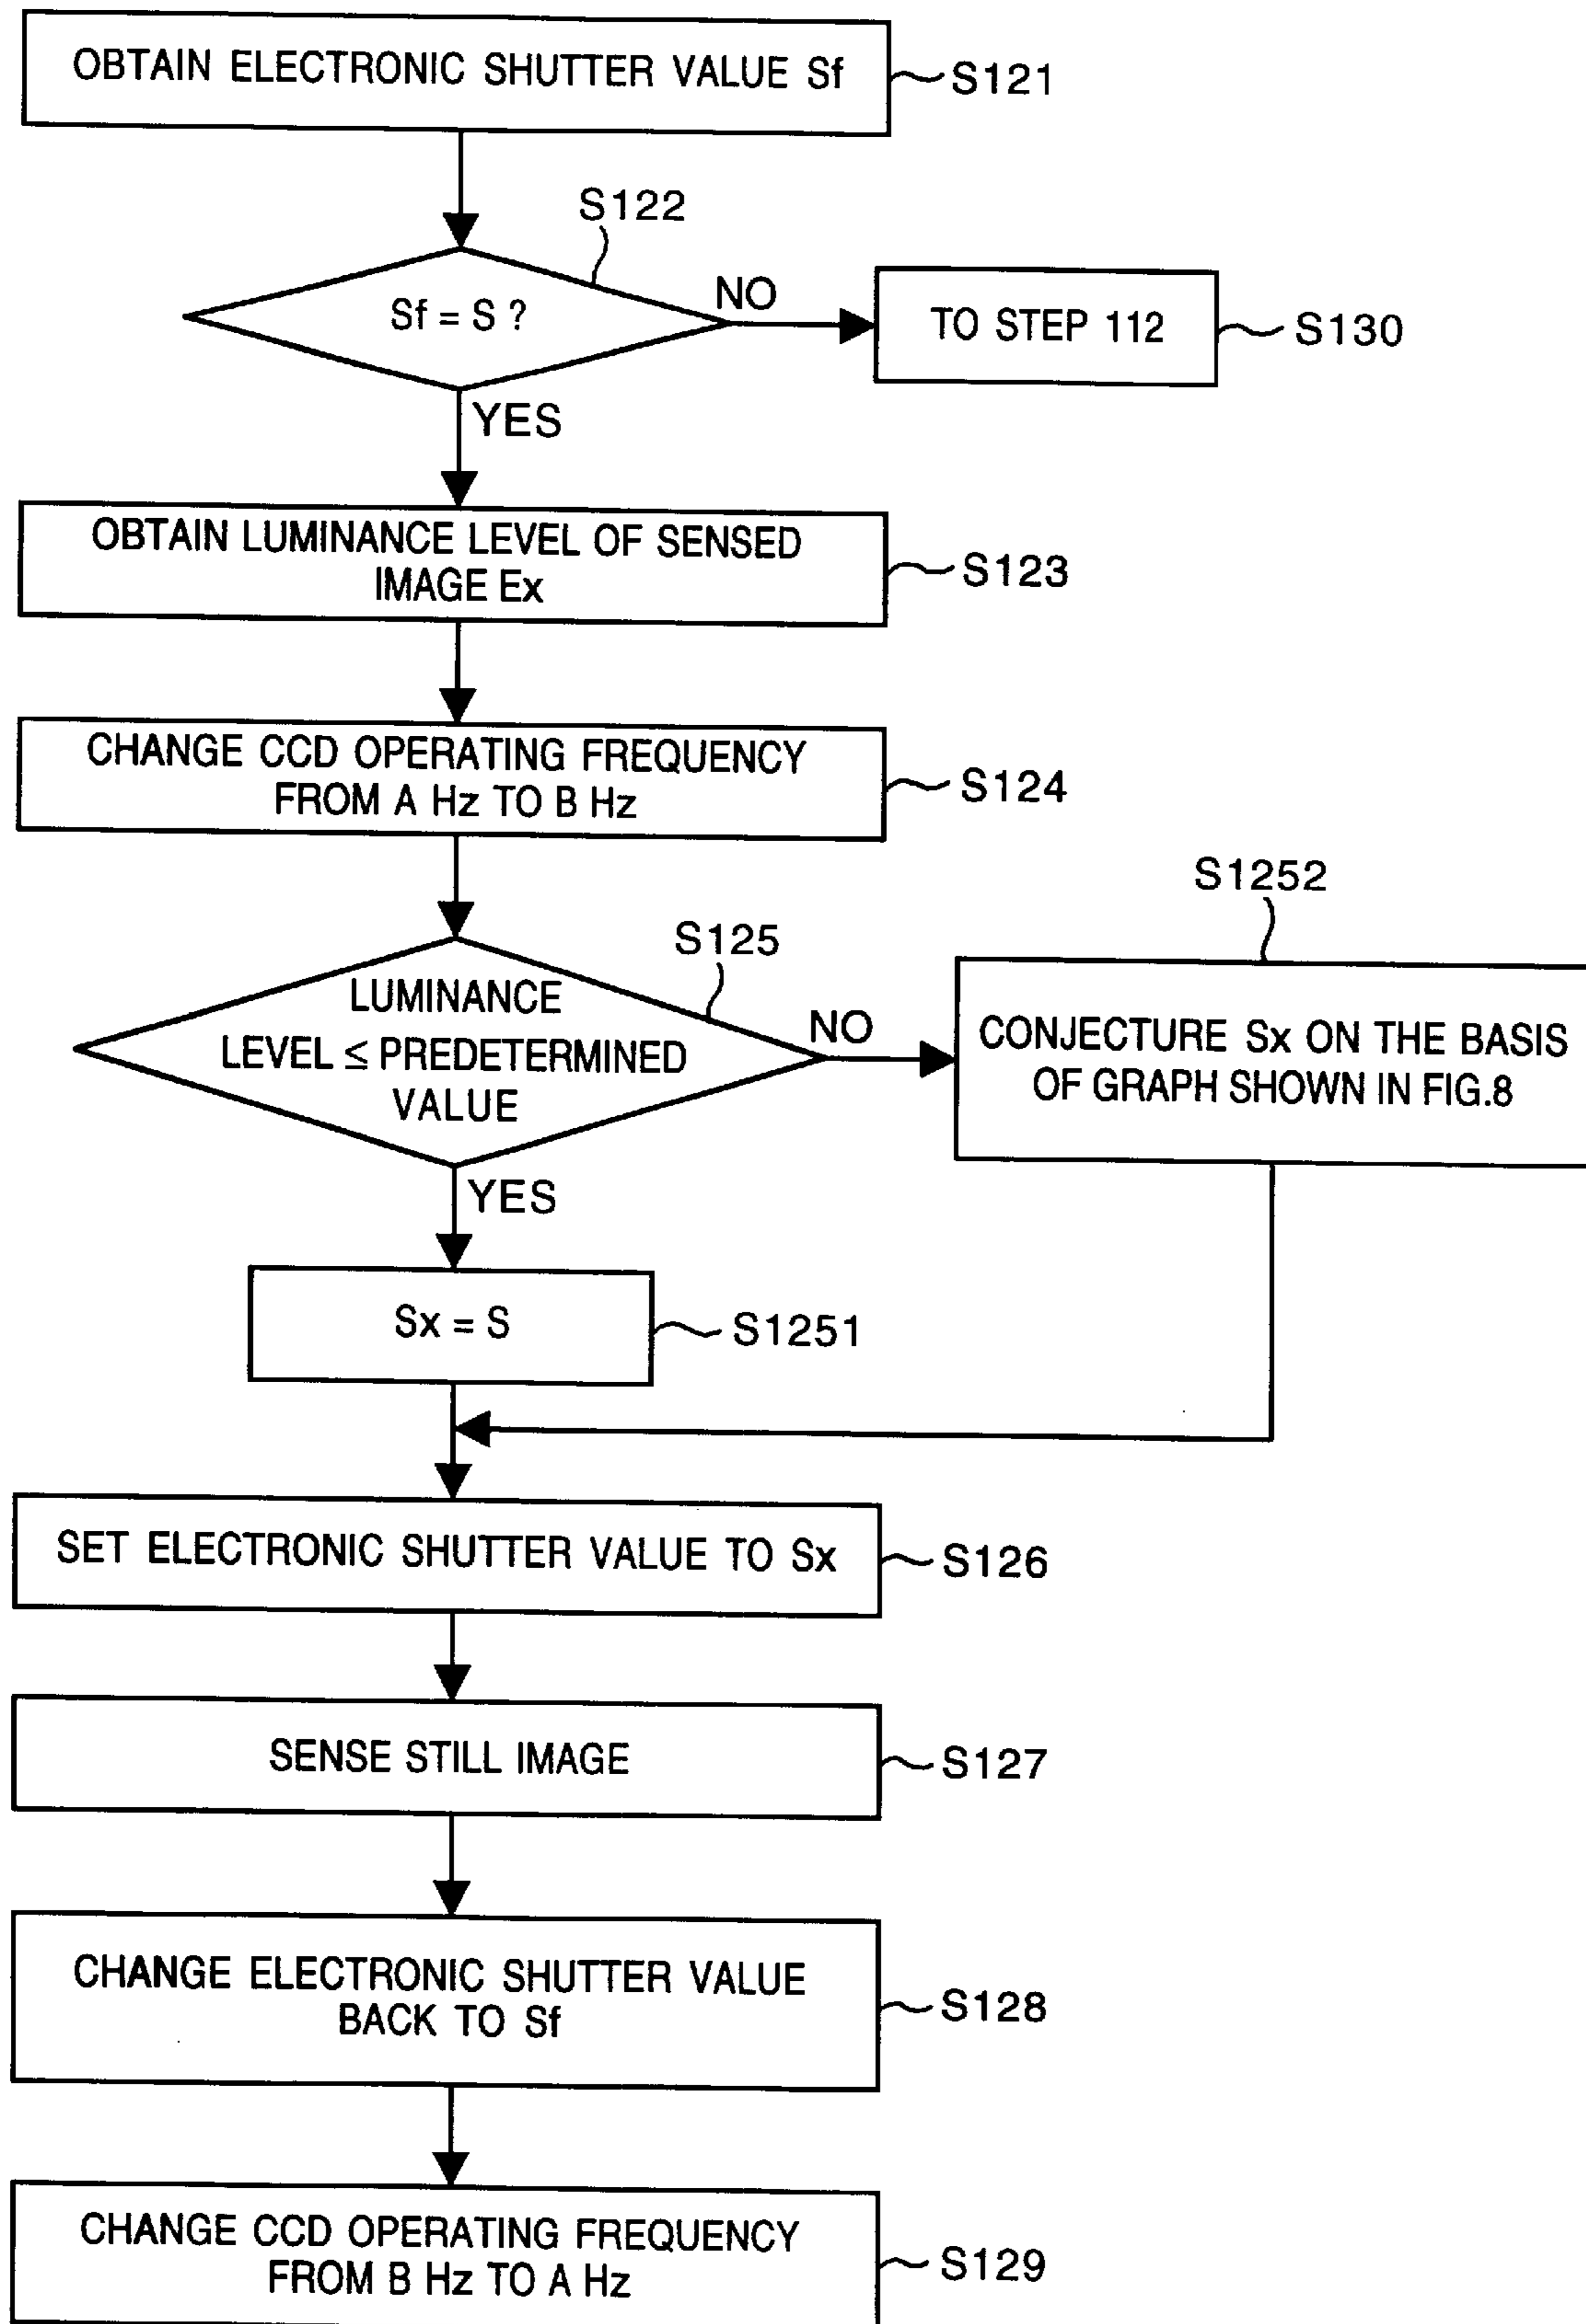 OBTAIN ELECTRONIC SHUTTER VALUE Sf
S121
S122
Sf = S ?
NO
TO STEP 112
S130
YES
OBTAIN LUMINANCE LEVEL OF SENSED
IMAGE Ex
S123
CHANGE CCD OPERATING FREQUENCY
FROM A Hz TO B Hz
S124
S125
S1252
LUMINANCE
LEVEL ≤ PREDETERMINED
VALUE
NO
CONJECTURE Sx ON THE BASIS
OF GRAPH SHOWN IN FIG.8
YES
Sx = S
S1251
SET ELECTRONIC SHUTTER VALUE TO Sx
S126
SENSE STILL IMAGE
S127
CHANGE ELECTRONIC SHUTTER VALUE
BACK TO Sf
S128
CHANGE CCD OPERATING FREQUENCY
FROM B Hz TO A Hz
S129